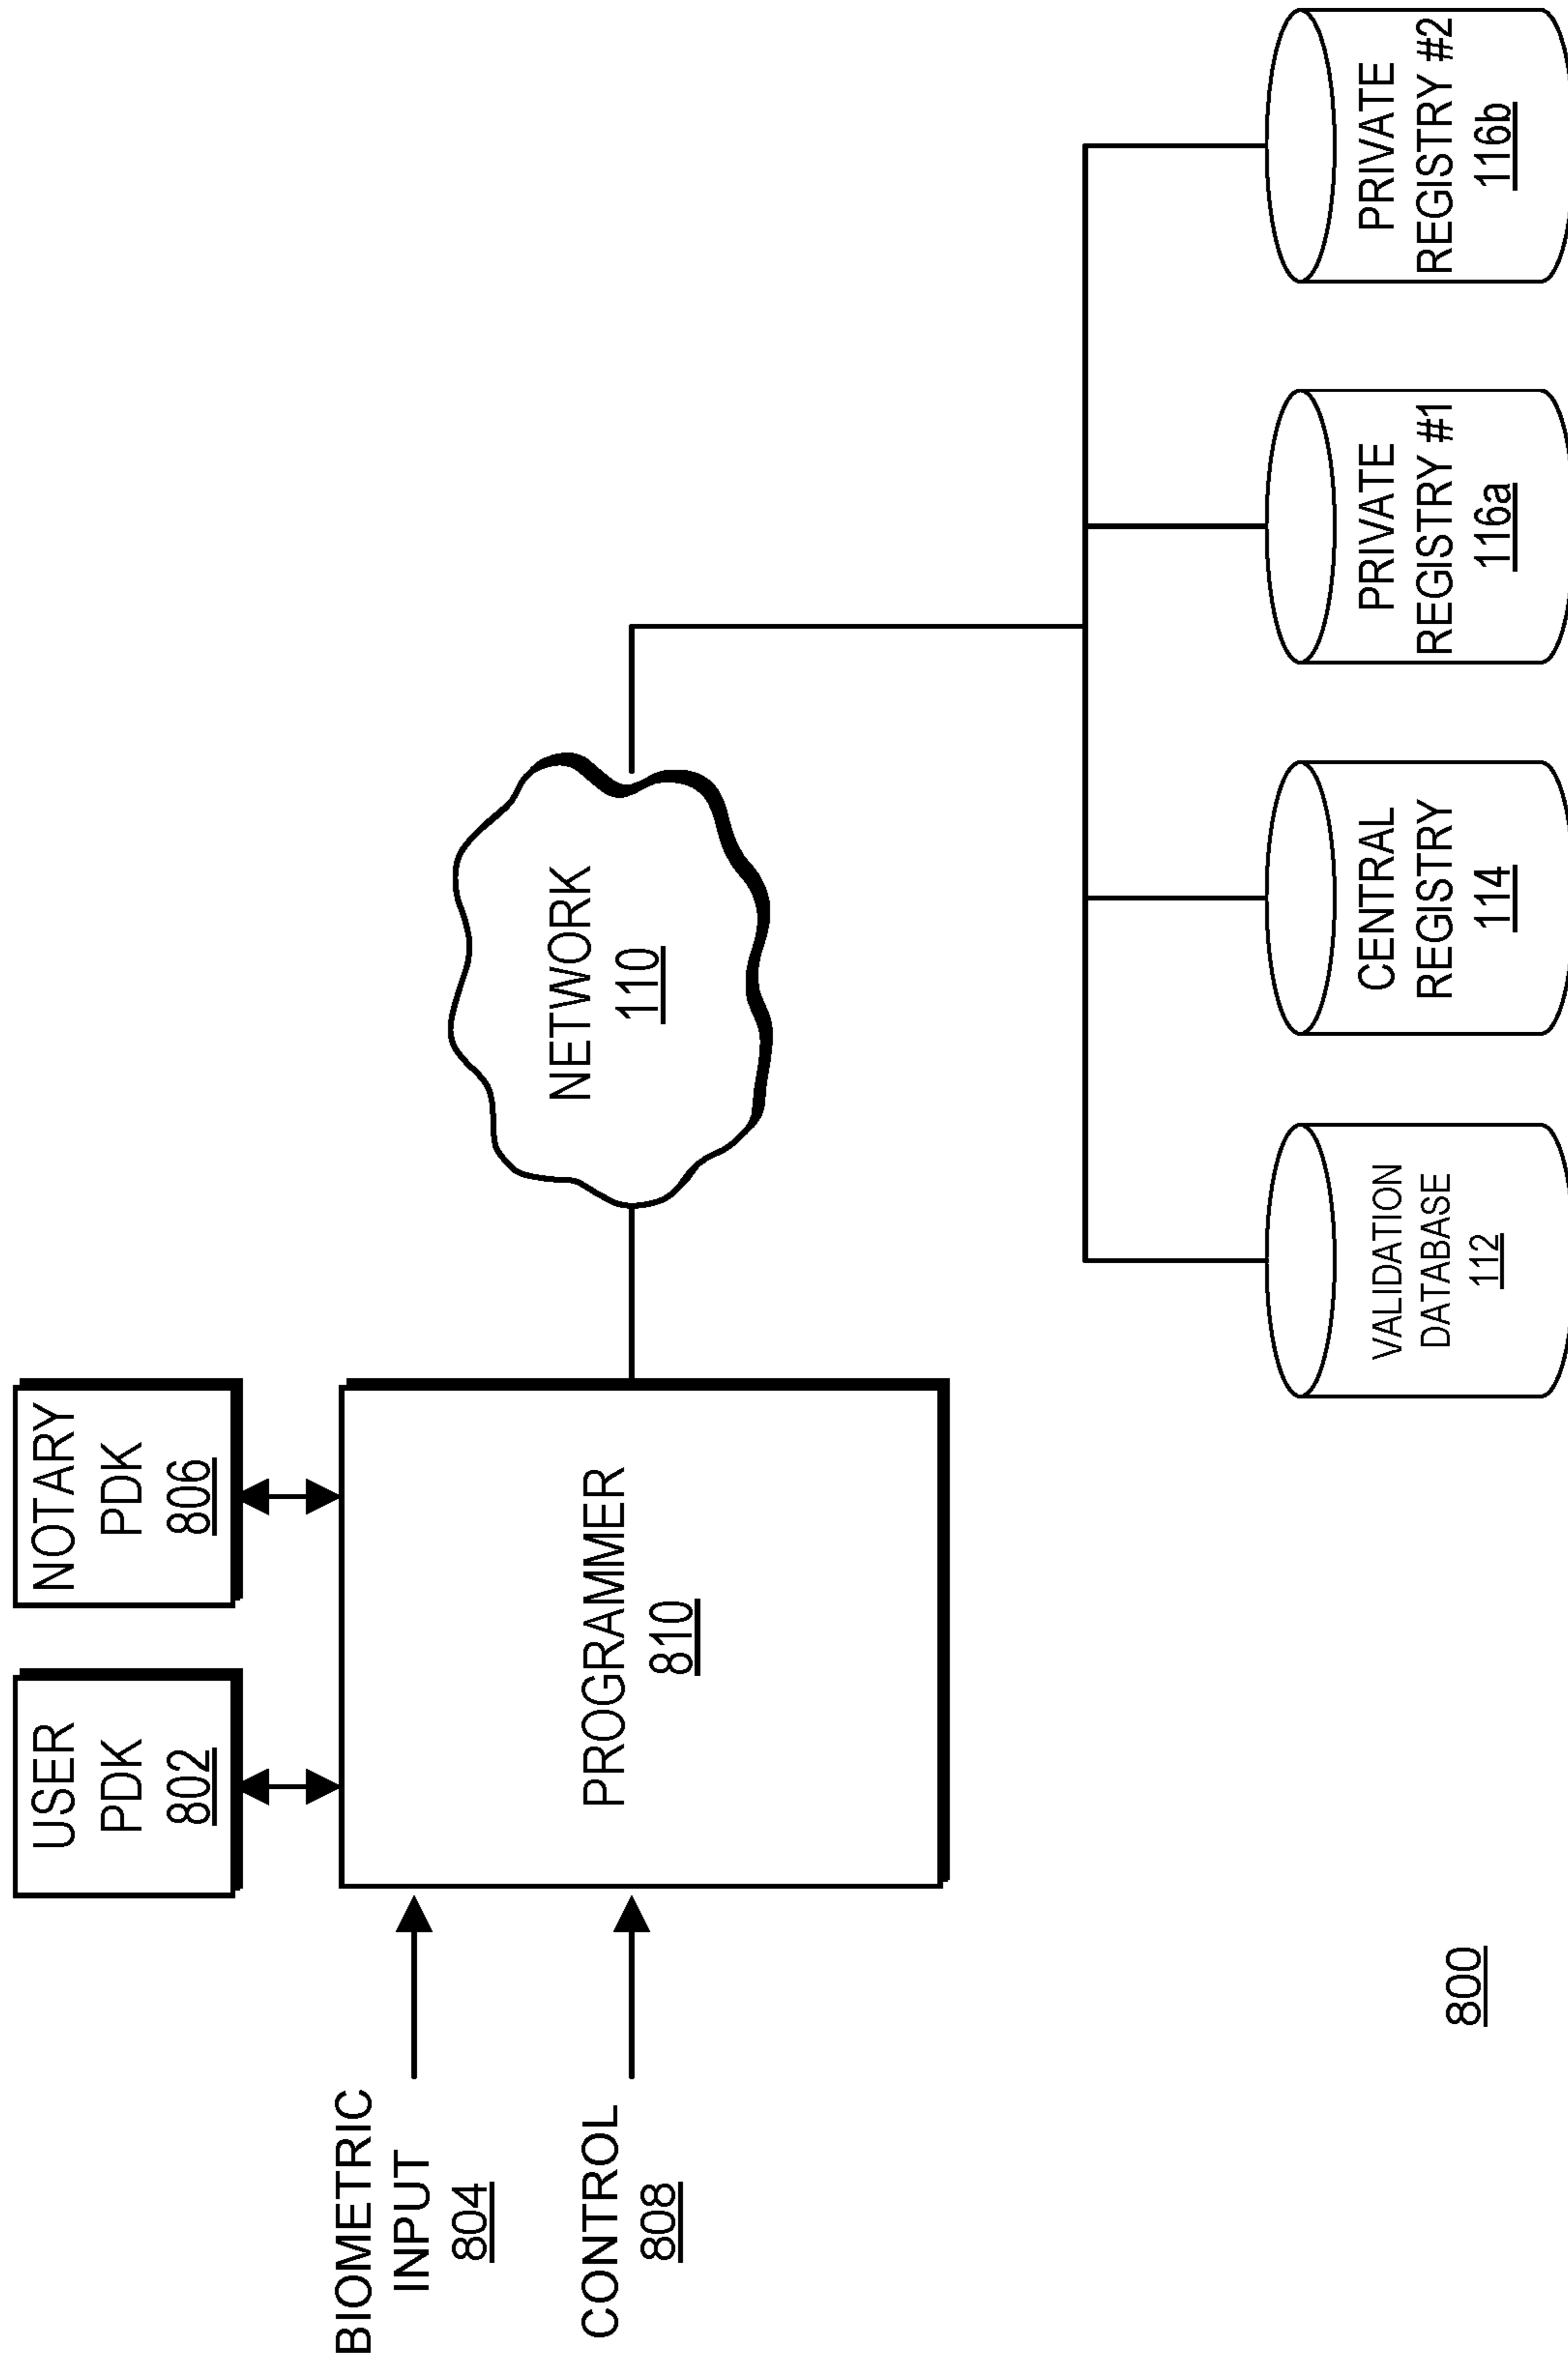 USER
PDK
802
NOTARY
PDK
806
BIOMETRIC
INPUT
804
CONTROL
808
PROGRAMMER
810
NETWORK
110
VALIDATION
DATABASE
112
CENTRAL
REGISTRY
114
PRIVATE
REGISTRY #1
116a
PRIVATE
REGISTRY #2
116b
800